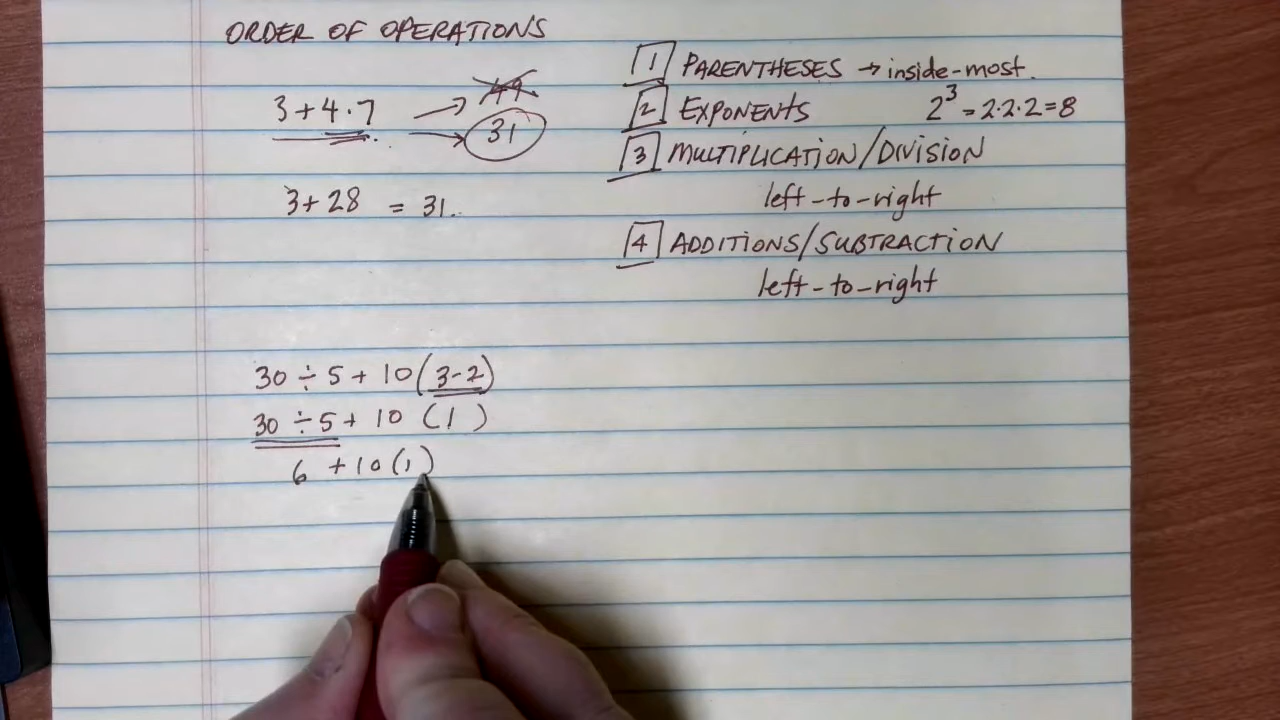 ORDER OF OPERATIONS
3 + 4 · 7 → 49
→ 31
3 + 28 = 31.
1 PARENTHESES → inside-most.
2 EXPONENTS 2³ = 2·2·2 = 8
3 MULTIPLICATION/DIVISION
left-to-right
4 ADDITIONS/SUBTRACTION
left-to-right
30 ÷ 5 + 10 (3-2)
30 ÷ 5 + 10 (1)
6 + 10 (1)